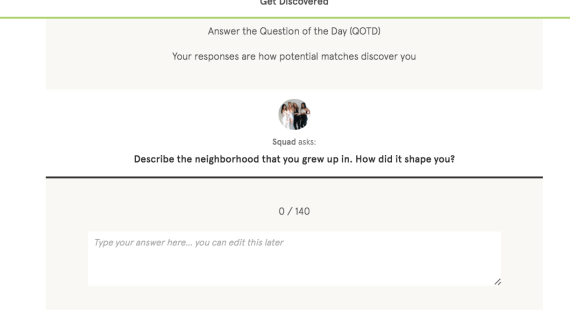 Get Discovered
Answer the Question of the Day (QOTD)
Your responses are how potential matches discover you
Squad asks:
Describe the neighborhood that you grew up in. How did it shape you?
0 / 140
Type your answer here... you can edit this later